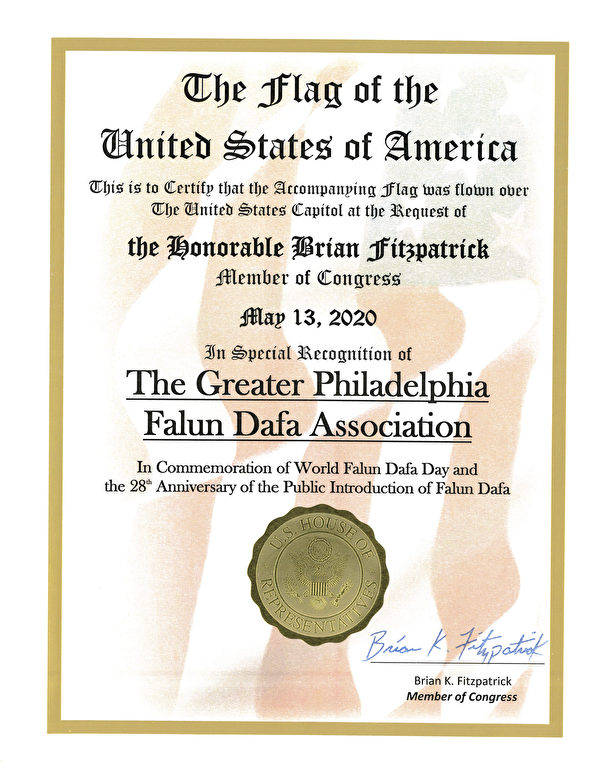 The Flag of the
United States of America
This is to Certify that the Accompanying Flag was flown over
The United States Capitol at the Request of
the Honorable Brian Fitzpatrick
Member of Congress
May 13, 2020
In Special Recognition of
The Greater Philadelphia
Falun Dafa Association
In Commemoration of World Falun Dafa Day and
the 28th Anniversary of the Public Introduction of Falun Dafa
U.S. HOUSE OF
REPRESENTATIVES
Brian K. Fitzpatrick
Brian K. Fitzpatrick
Member of Congress